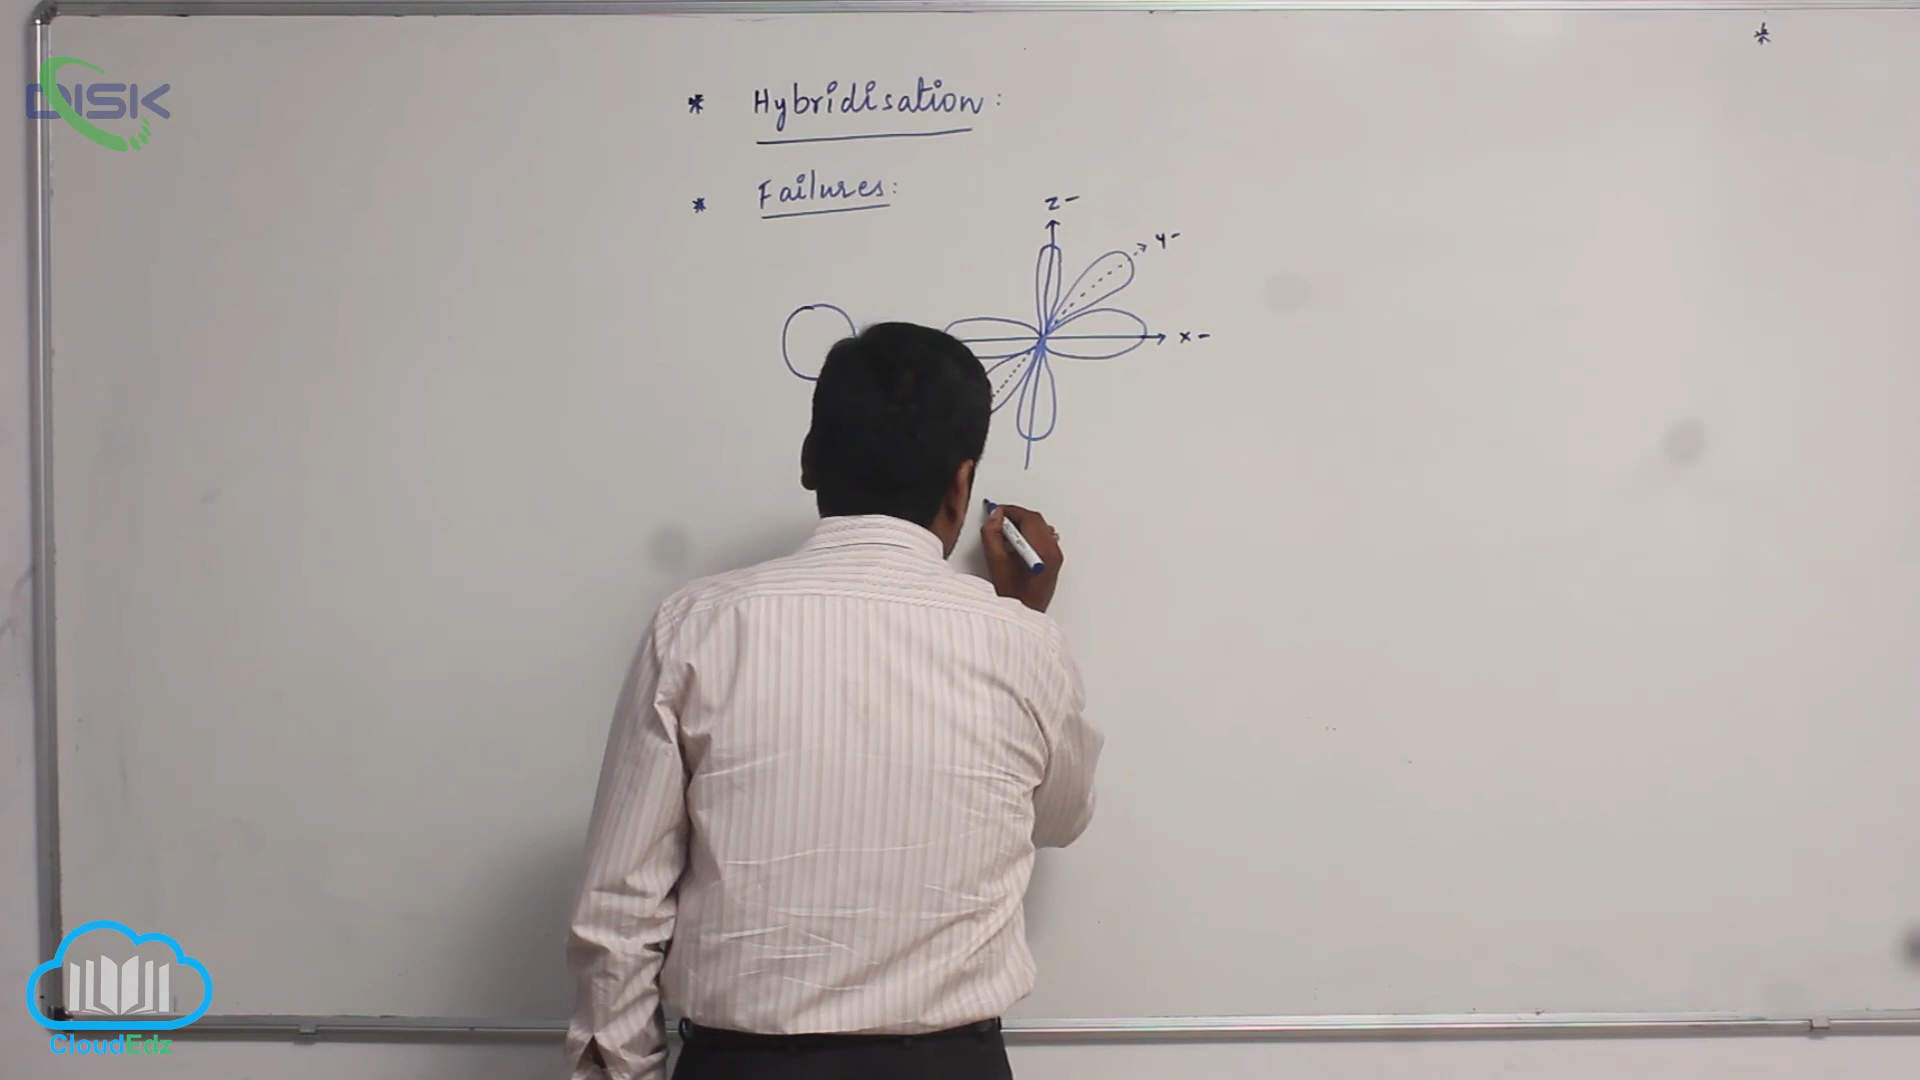 DISK
*
* Hybridisation:
* Failures:
z-
y-
x-
CloudEdz